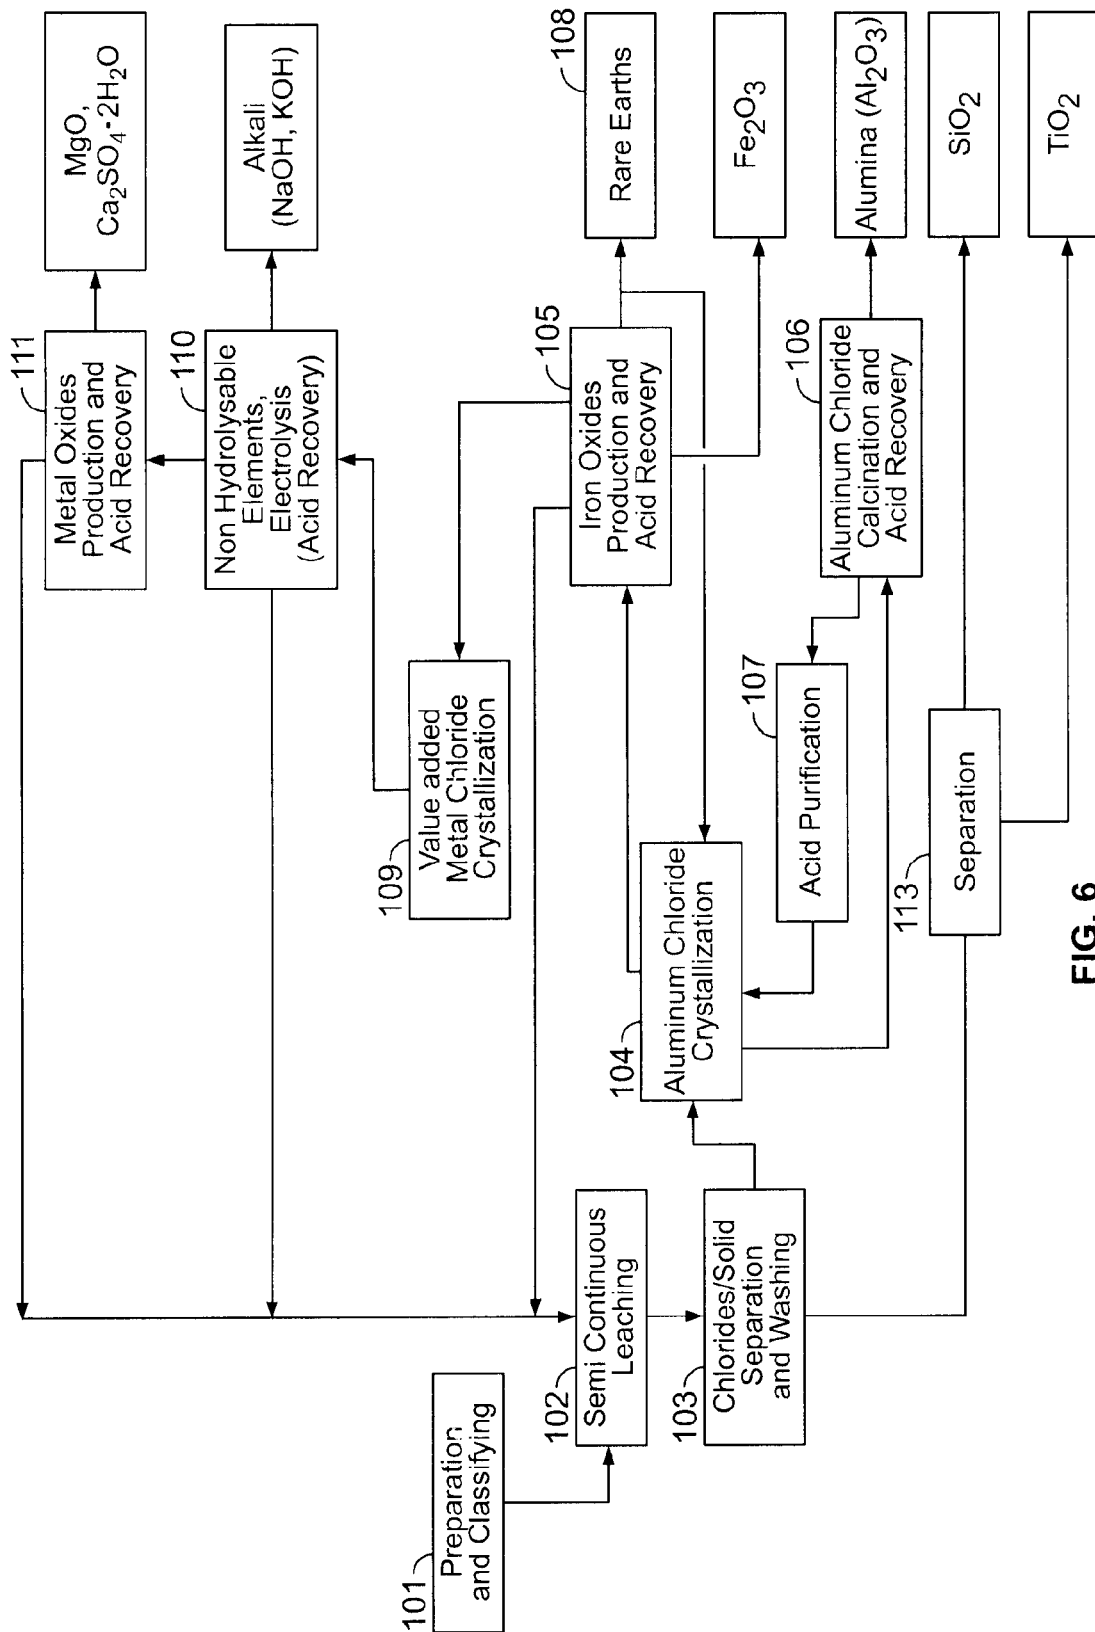 101
Preparation
and Classifying
102
Semi Continuous
Leaching
103
Chlorides/Solid
Separation
and Washing
104
Aluminum Chloride
Crystallization
109
Value added
Metal Chloride
Crystallization
107
Acid Purification
113
Separation
111
Metal Oxides
Production and
Acid Recovery
110
Non Hydrolysable
Elements,
Electrolysis
(Acid Recovery)
105
Iron Oxides
Production and
Acid Recovery
106
Aluminum Chloride
Calcination and
Acid Recovery
MgO,
Ca₂SO₄·2H₂O
Alkali
(NaOH, KOH)
108
Rare Earths
Fe₂O₃
Alumina (Al₂O₃)
SiO₂
TiO₂
FIG. 6